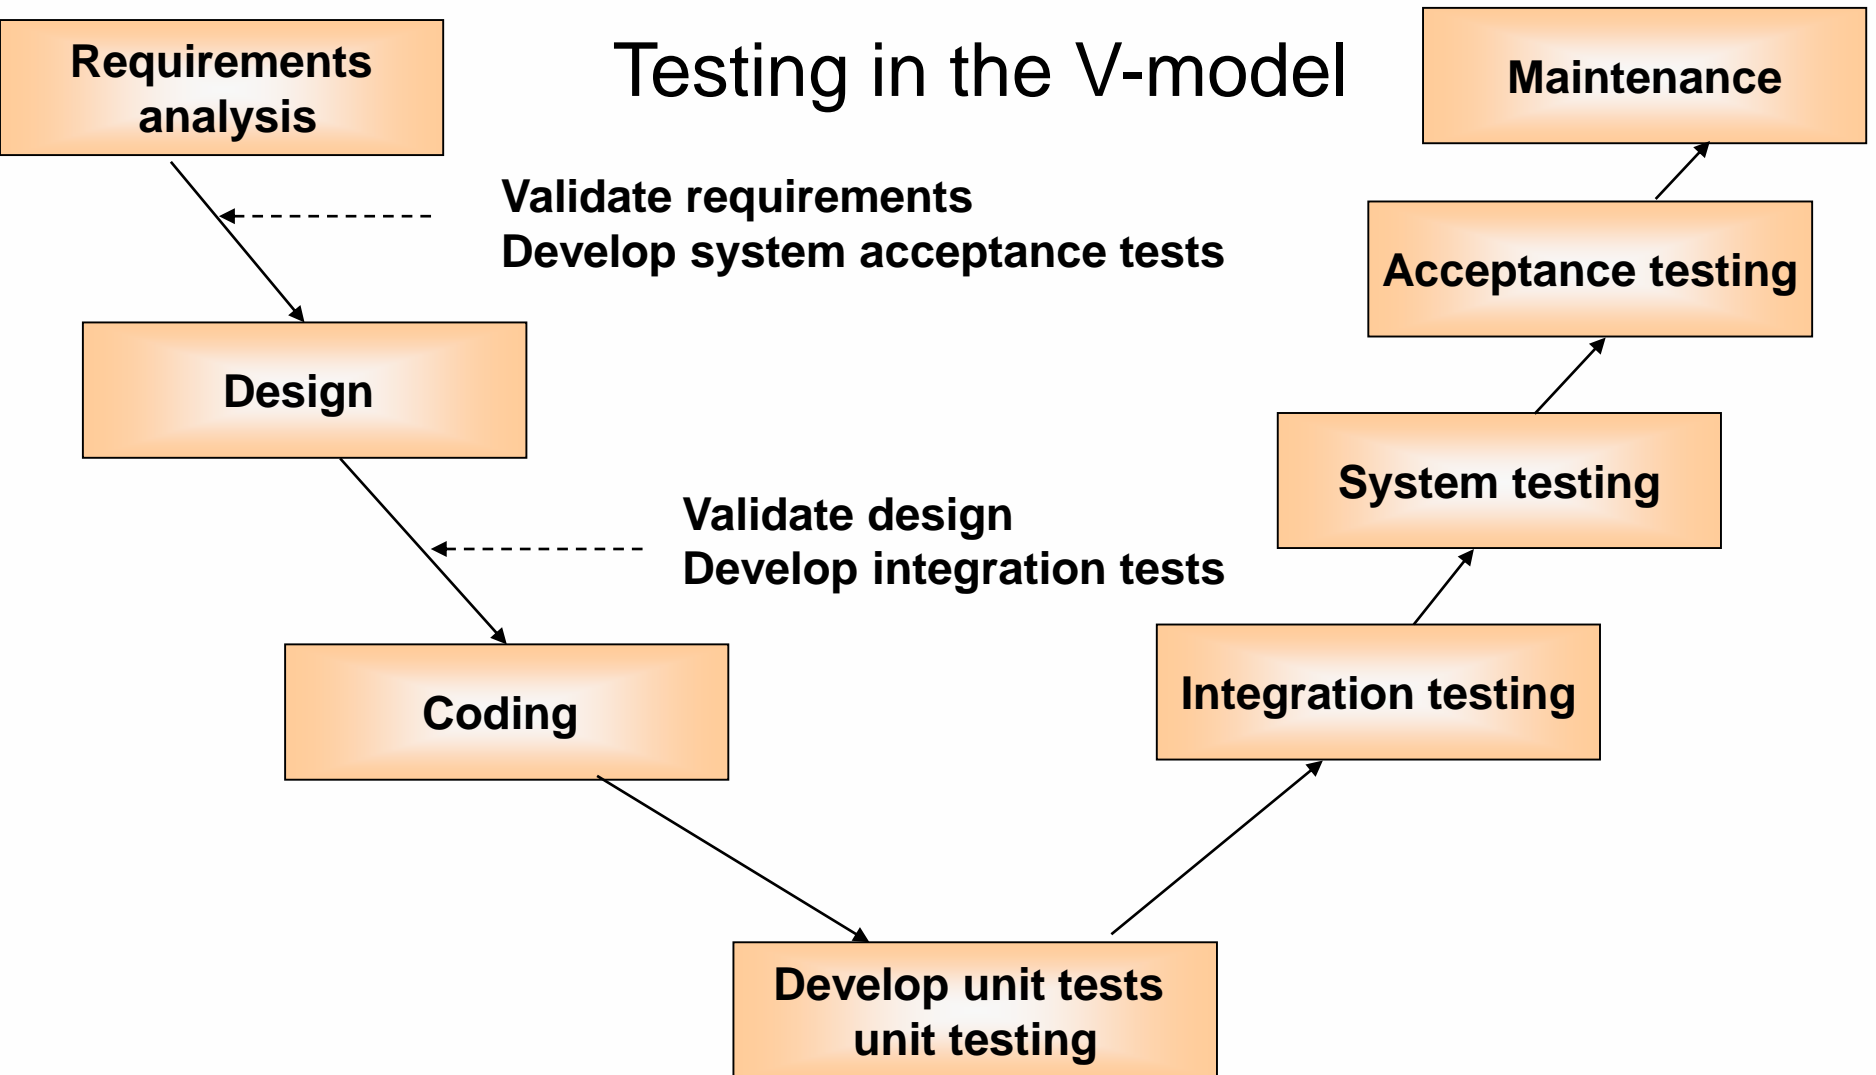 Requirements
analysis
Testing in the V-model
Maintenance
Validate requirements
Develop system acceptance tests
Acceptance testing
Design
System testing
Validate design
Develop integration tests
Integration testing
Coding
Develop unit tests
unit testing